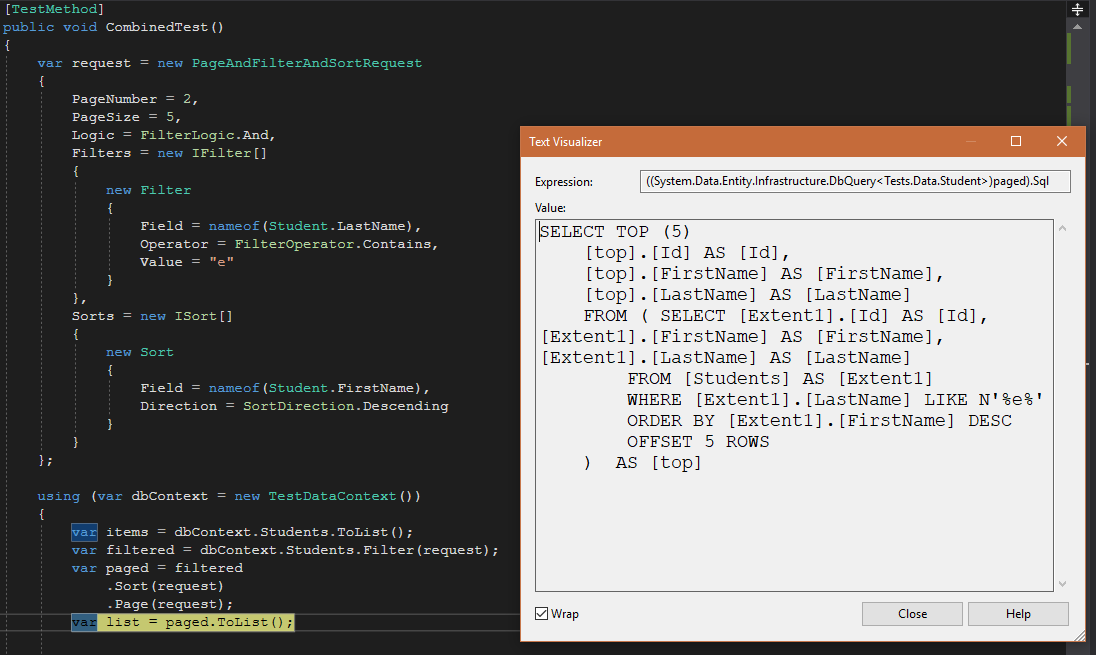 [TestMethod]
public void CombinedTest()
{
var request = new PageAndFilterAndSortRequest
{
PageNumber = 2,
PageSize = 5,
Logic = FilterLogic.And,
Filters = new IFilter[]
{
new Filter
{
Field = nameof(Student.LastName),
Operator = FilterOperator.Contains,
Value = "e"
}
},
Sorts = new ISort[]
{
new Sort
{
Field = nameof(Student.FirstName),
Direction = SortDirection.Descending
}
}
};
using (var dbContext = new TestDataContext())
{
var items = dbContext.Students.ToList();
var filtered = dbContext.Students.Filter(request);
var paged = filtered
.Sort(request)
.Page(request);
var list = paged.ToList();
Text Visualizer
Expression: ((System.Data.Entity.Infrastructure.DbQuery<Tests.Data.Student>)paged).Sql
Value:
SELECT TOP (5)
[top].[Id] AS [Id],
[top].[FirstName] AS [FirstName],
[top].[LastName] AS [LastName]
FROM ( SELECT [Extent1].[Id] AS [Id],
[Extent1].[FirstName] AS [FirstName],
[Extent1].[LastName] AS [LastName]
FROM [Students] AS [Extent1]
WHERE [Extent1].[LastName] LIKE N'%e%'
ORDER BY [Extent1].[FirstName] DESC
OFFSET 5 ROWS
)  AS [top]
Wrap
Close
Help